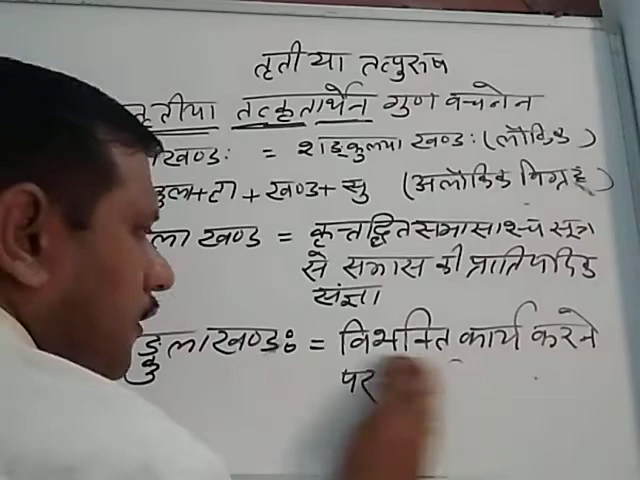 तृतीया तत्पुरुष
तृतीया तत्कृतार्थेन गुण वचनेन
खण्डः = शङ्कुलया खण्डः (लौकिक)
+ टा + खण्ड + सु (अलौकिक विग्रह)
ला खण्ड = कृत्तद्धितसमासाश्च सूत्र
से समास की प्रातिपदिक
संज्ञा
ङ्कुलाखण्डः = विभक्ति कार्य करने
पर